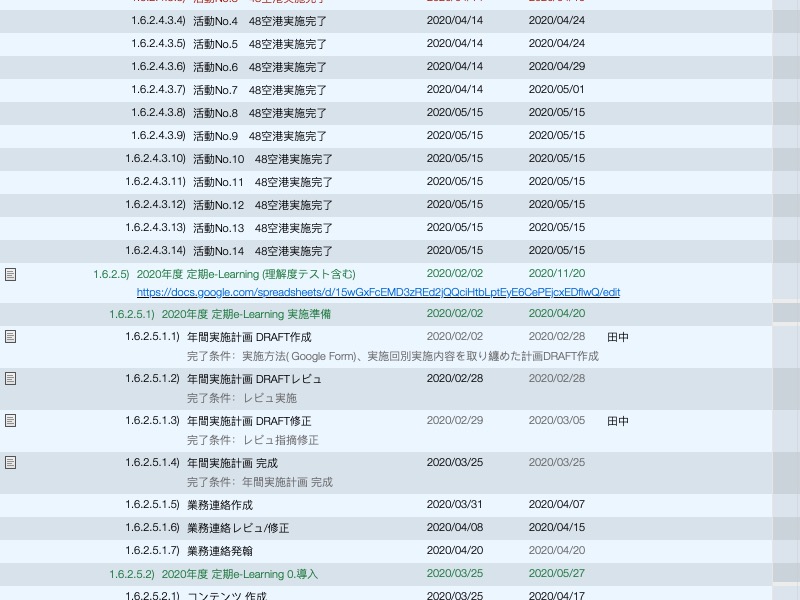 1.6.2.4.3.4) 活動No.4 48空港実施完了 2020/04/14 2020/04/24
1.6.2.4.3.5) 活動No.5 48空港実施完了 2020/04/14 2020/04/24
1.6.2.4.3.6) 活動No.6 48空港実施完了 2020/04/14 2020/04/29
1.6.2.4.3.7) 活動No.7 48空港実施完了 2020/04/14 2020/05/01
1.6.2.4.3.8) 活動No.8 48空港実施完了 2020/05/15 2020/05/15
1.6.2.4.3.9) 活動No.9 48空港実施完了 2020/05/15 2020/05/15
1.6.2.4.3.10) 活動No.10 48空港実施完了 2020/05/15 2020/05/15
1.6.2.4.3.11) 活動No.11 48空港実施完了 2020/05/15 2020/05/15
1.6.2.4.3.12) 活動No.12 48空港実施完了 2020/05/15 2020/05/15
1.6.2.4.3.13) 活動No.13 48空港実施完了 2020/05/15 2020/05/15
1.6.2.4.3.14) 活動No.14 48空港実施完了 2020/05/15 2020/05/15
1.6.2.5) 2020年度 定期e-Learning (理解度テスト含む) 2020/02/02 2020/11/20
https://docs.google.com/spreadsheets/d/15wGxFcEMD3zREd2jQQciHtbLptEyE6CePEjcxEDflwQ/edit
1.6.2.5.1) 2020年度 定期e-Learning 実施準備 2020/02/02 2020/04/20
1.6.2.5.1.1) 年間実施計画 DRAFT作成 2020/02/02 2020/02/28 田中
完了条件：実施方法( Google Form)、実施回別実施内容を取り纏めた計画DRAFT作成
1.6.2.5.1.2) 年間実施計画 DRAFTレビュ 2020/02/28 2020/02/28
完了条件：レビュ実施
1.6.2.5.1.3) 年間実施計画 DRAFT修正 2020/02/29 2020/03/05 田中
完了条件：レビュ指摘修正
1.6.2.5.1.4) 年間実施計画 完成 2020/03/25 2020/03/25
完了条件：年間実施計画 完成
1.6.2.5.1.5) 業務連絡作成 2020/03/31 2020/04/07
1.6.2.5.1.6) 業務連絡レビュ/修正 2020/04/08 2020/04/15
1.6.2.5.1.7) 業務連絡発翰 2020/04/20 2020/04/20
1.6.2.5.2) 2020年度 定期e-Learning 0.導入 2020/03/25 2020/05/27
1.6.2.5.2.1) コンテンツ 作成 2020/03/25 2020/04/17